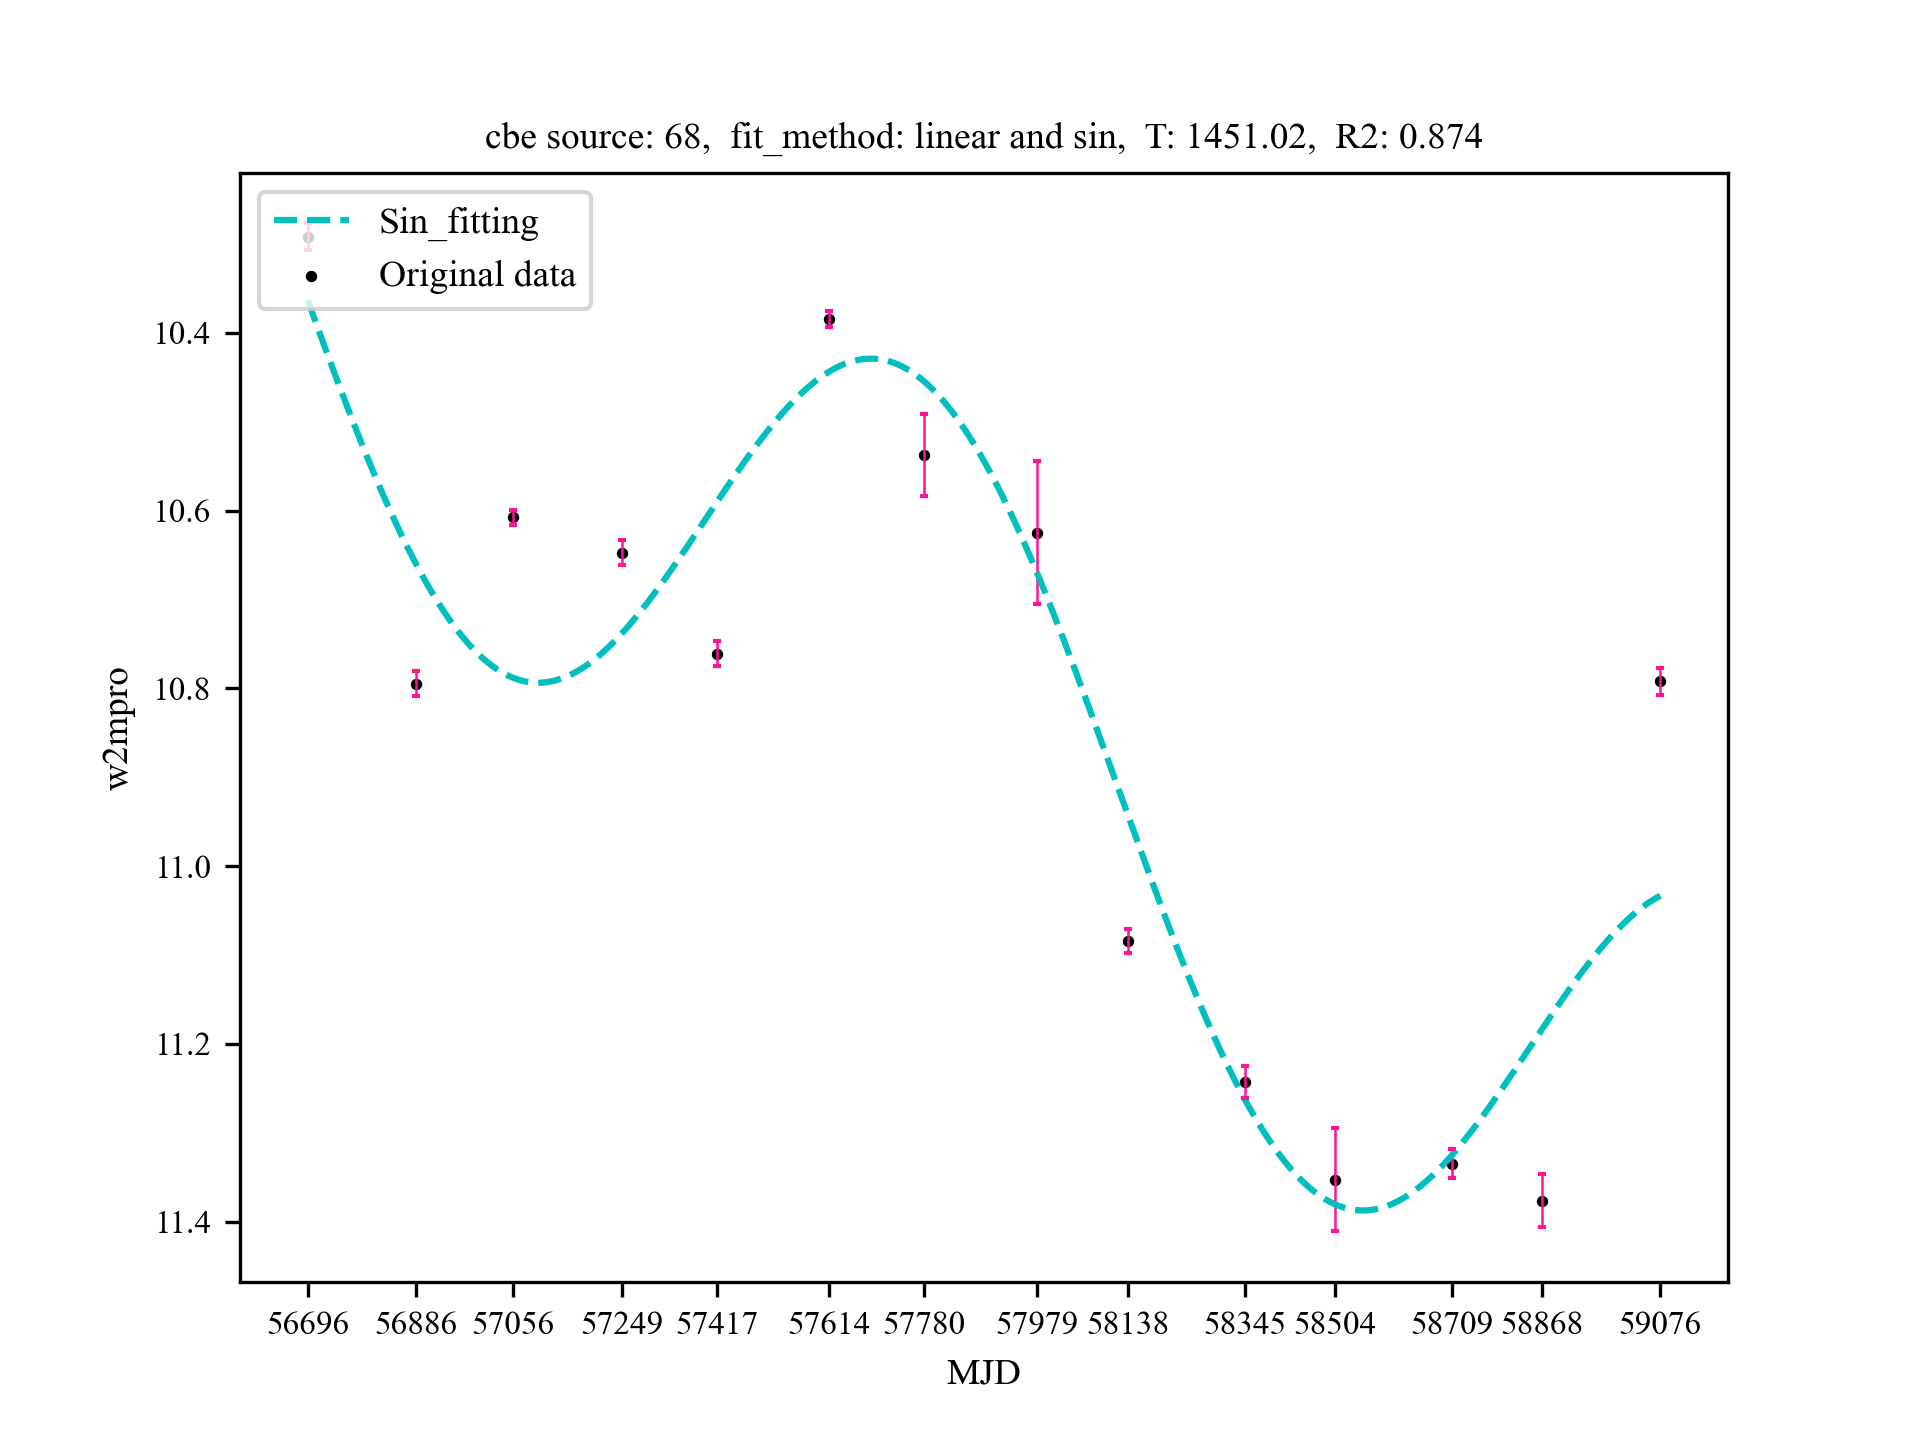 cbe source: 68,  fit_method: linear and sin,  T: 1451.02,  R2: 0.874
Sin_fitting
Original data
10.4
10.6
10.8
11.0
11.2
11.4
w2mpro
56696 56886 57056 57249 57417 57614 57780 57979 58138 58345 58504 58709 58868 59076
MJD